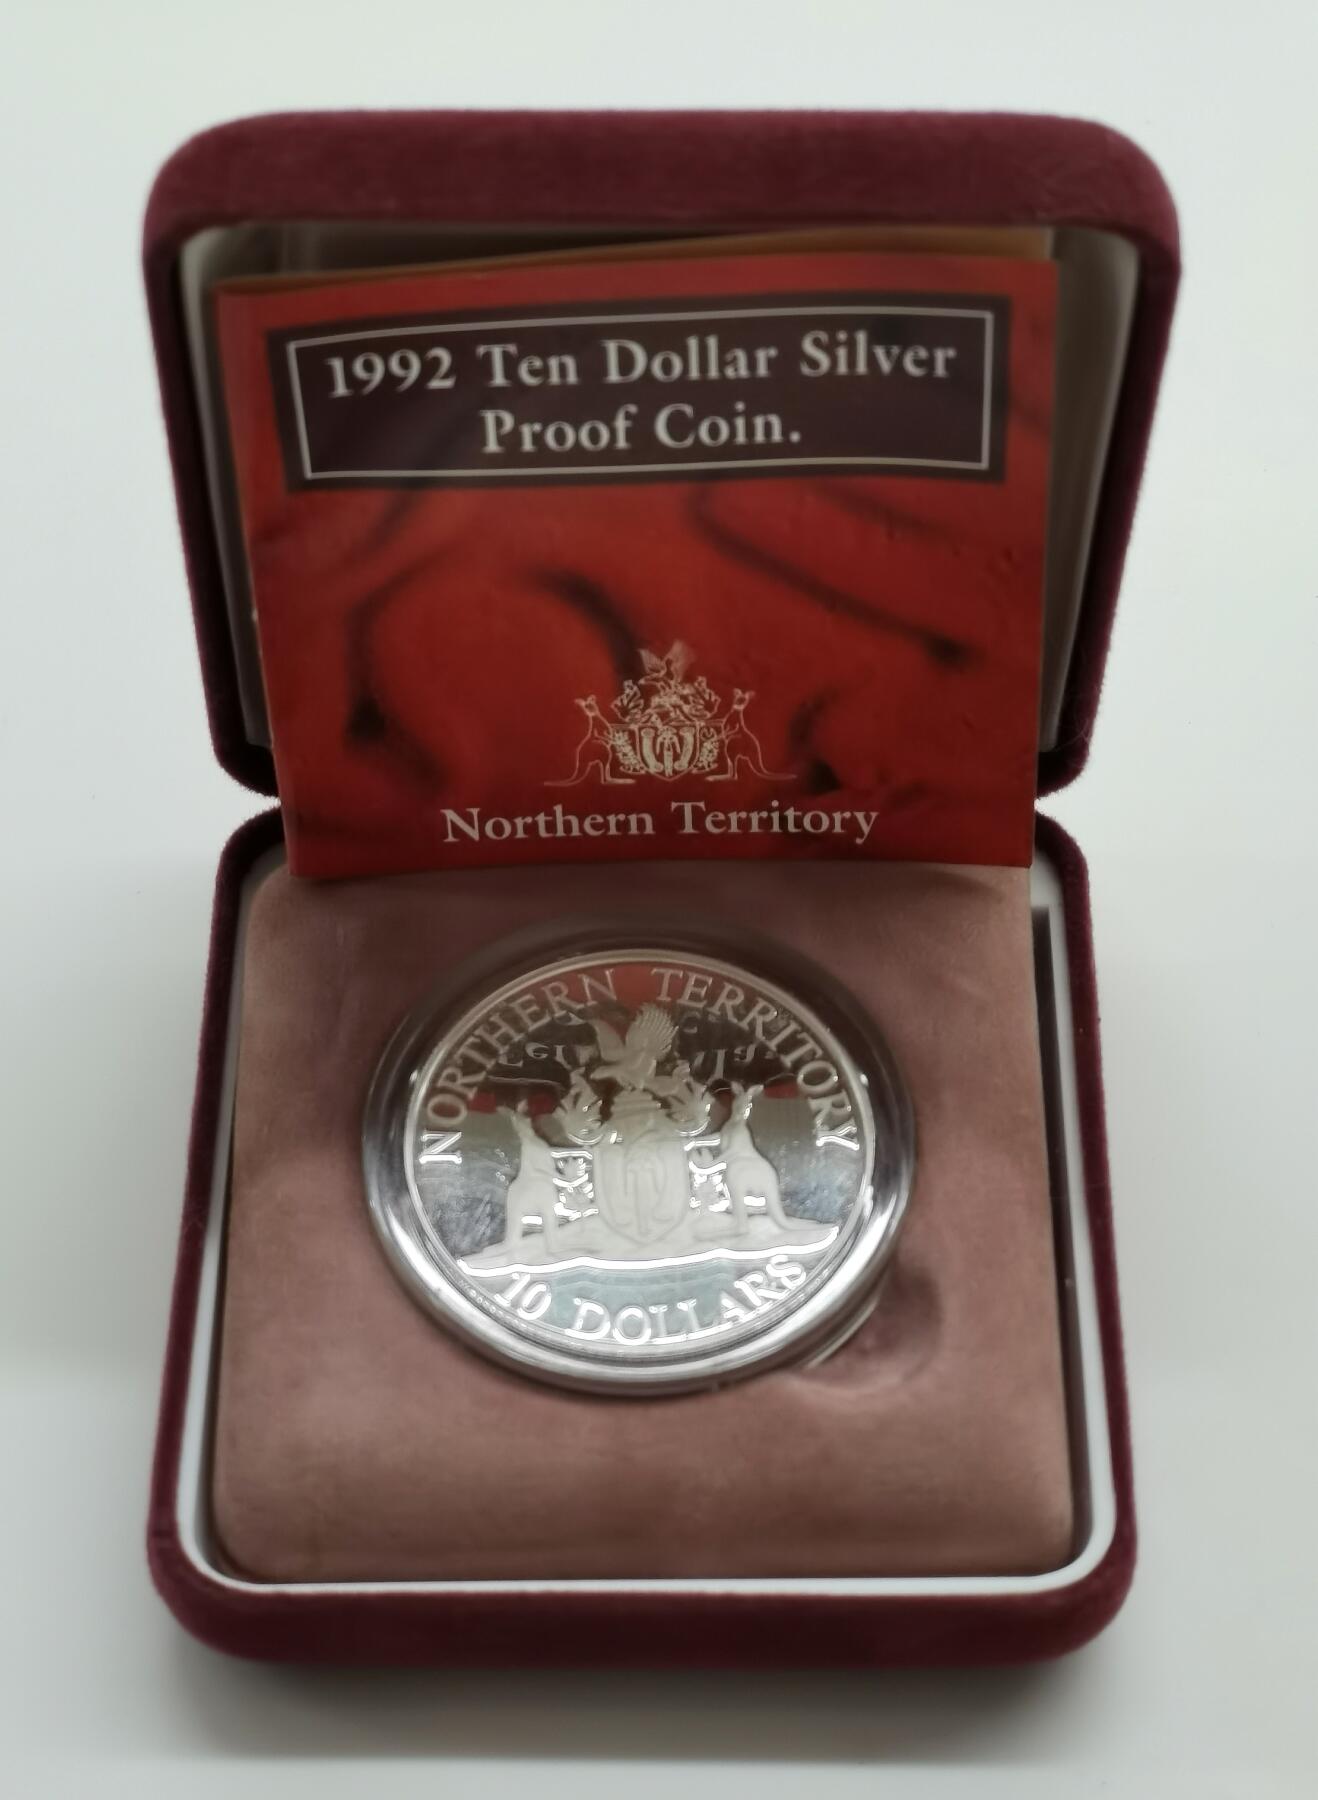 1992 Ten Dollar Silver
Proof Coin.
Northern Territory
NORTHERN TERRITORY
10 DOLLARS